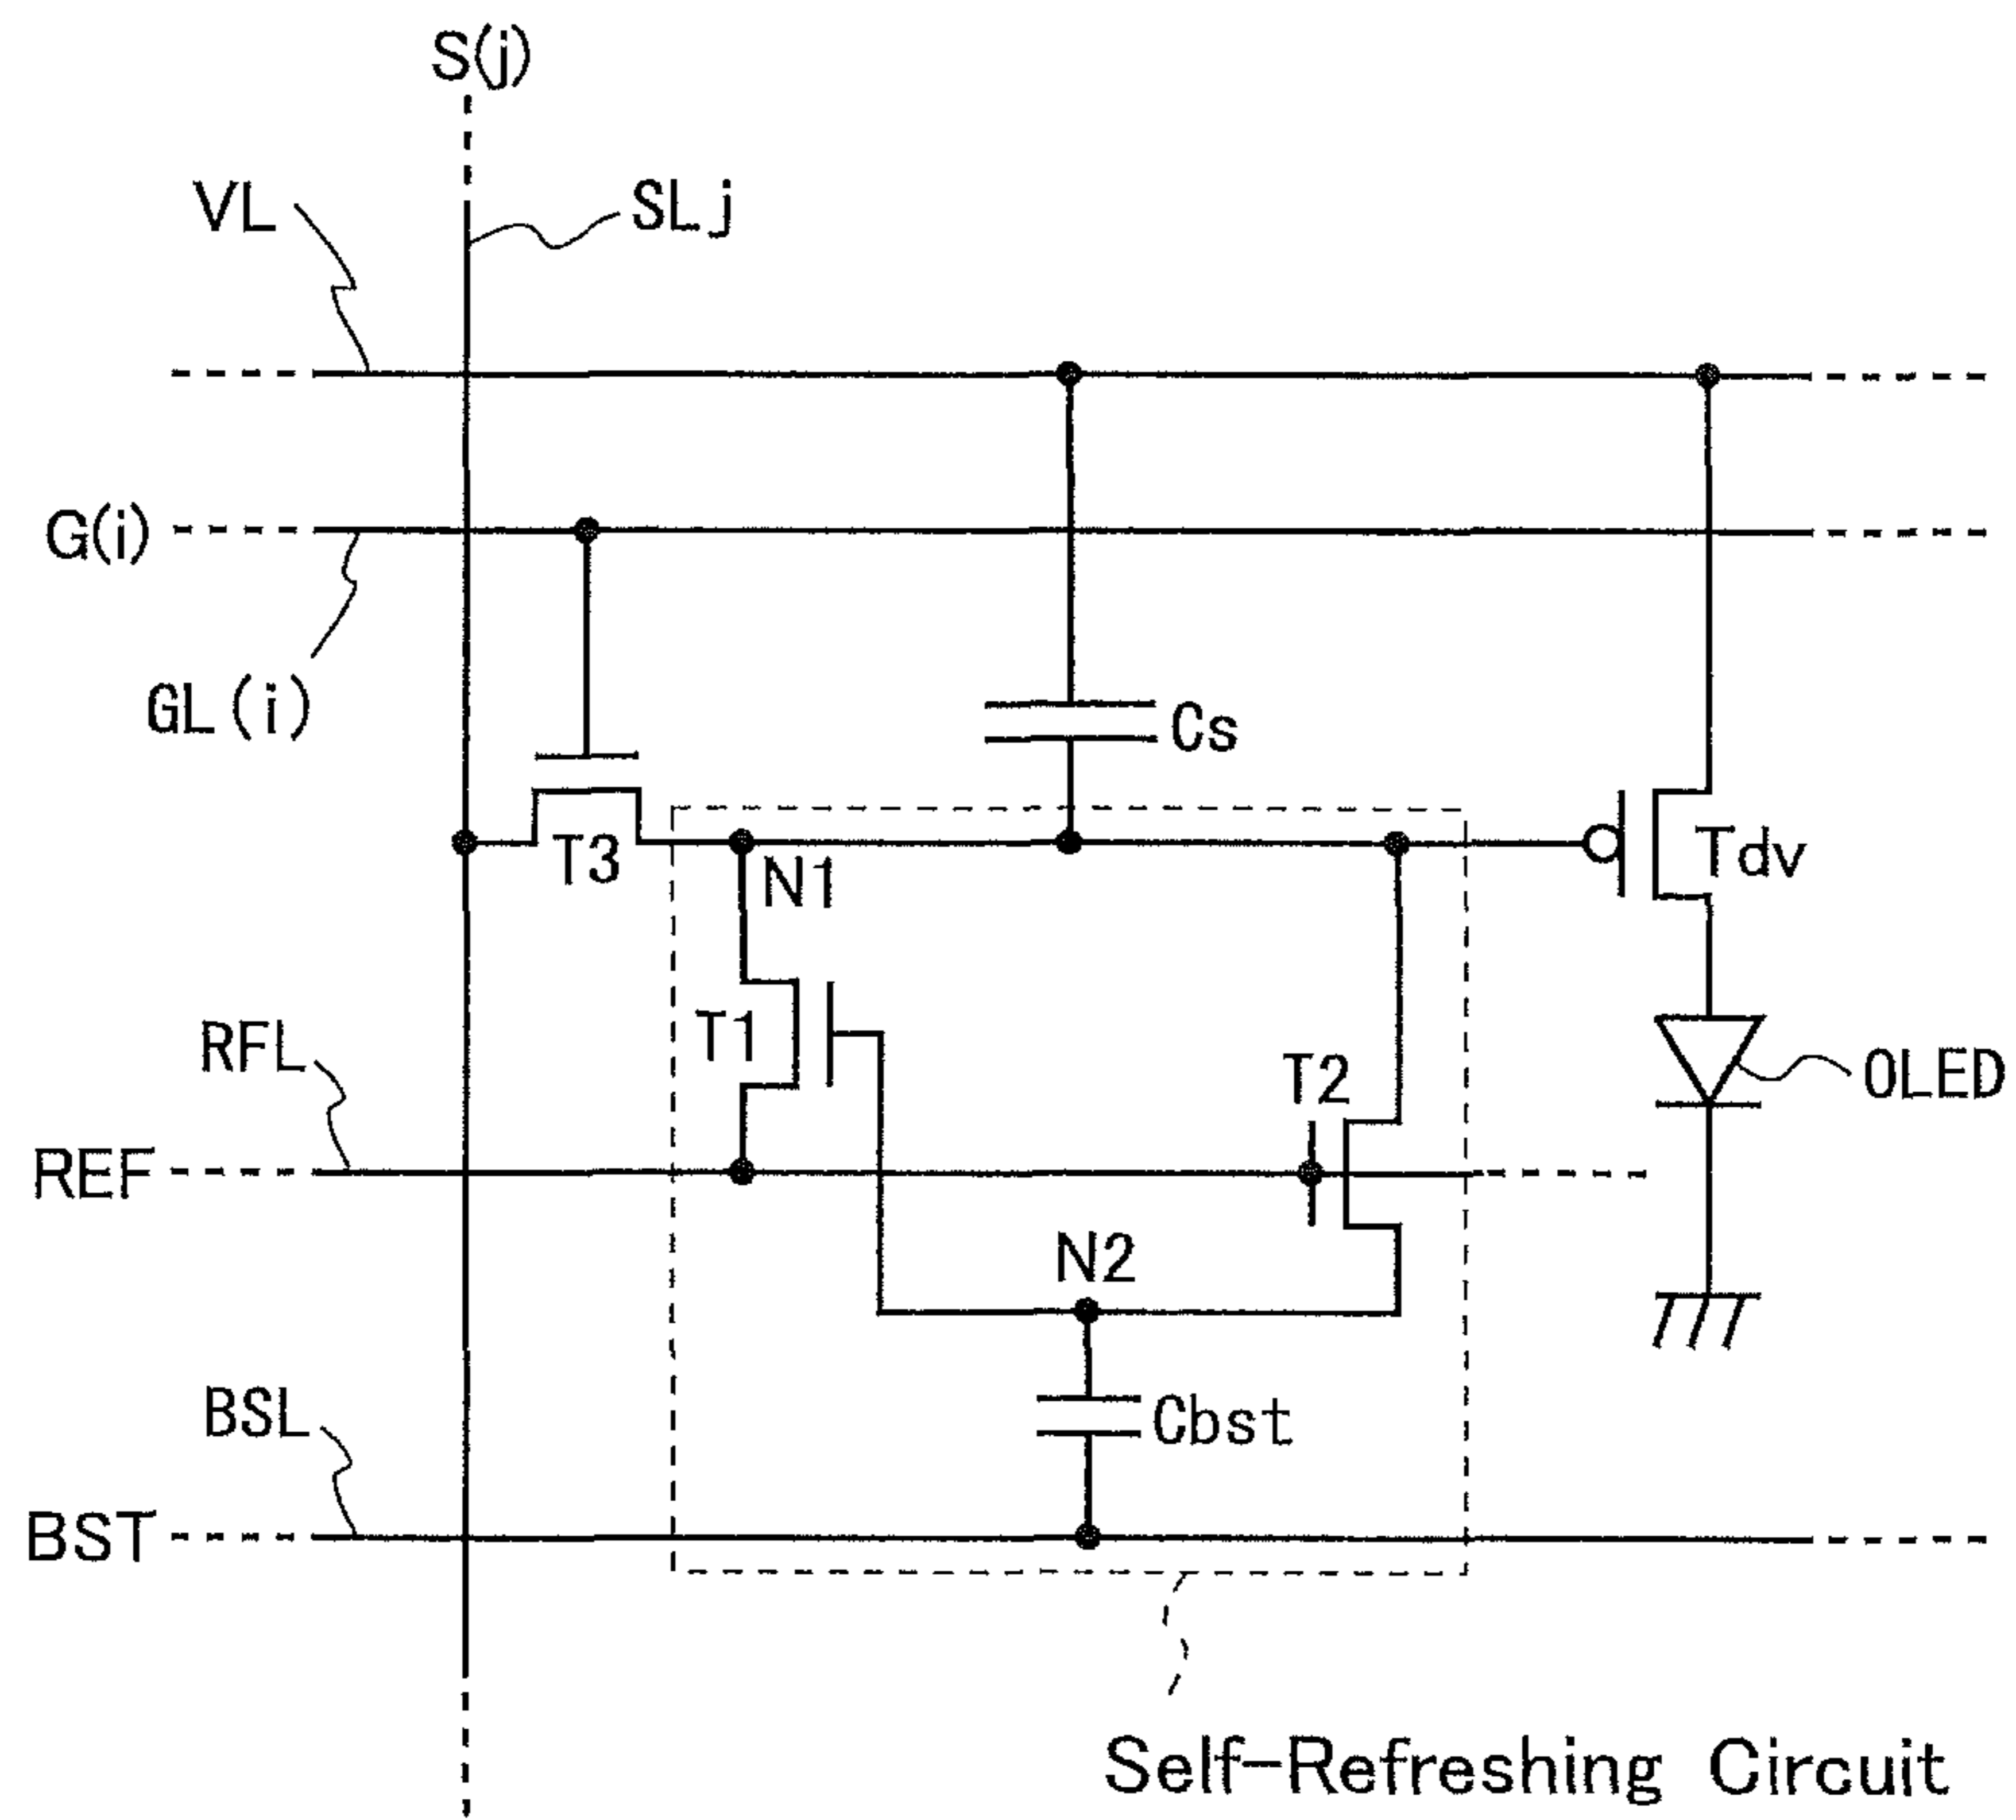 S(j)
VL
SLj
G(i)
GL(i)
Cs
T3
N1
Tdv
T1
RFL
T2
OLED
REF
N2
BSL
Cbst
BST
Self-Refreshing Circuit